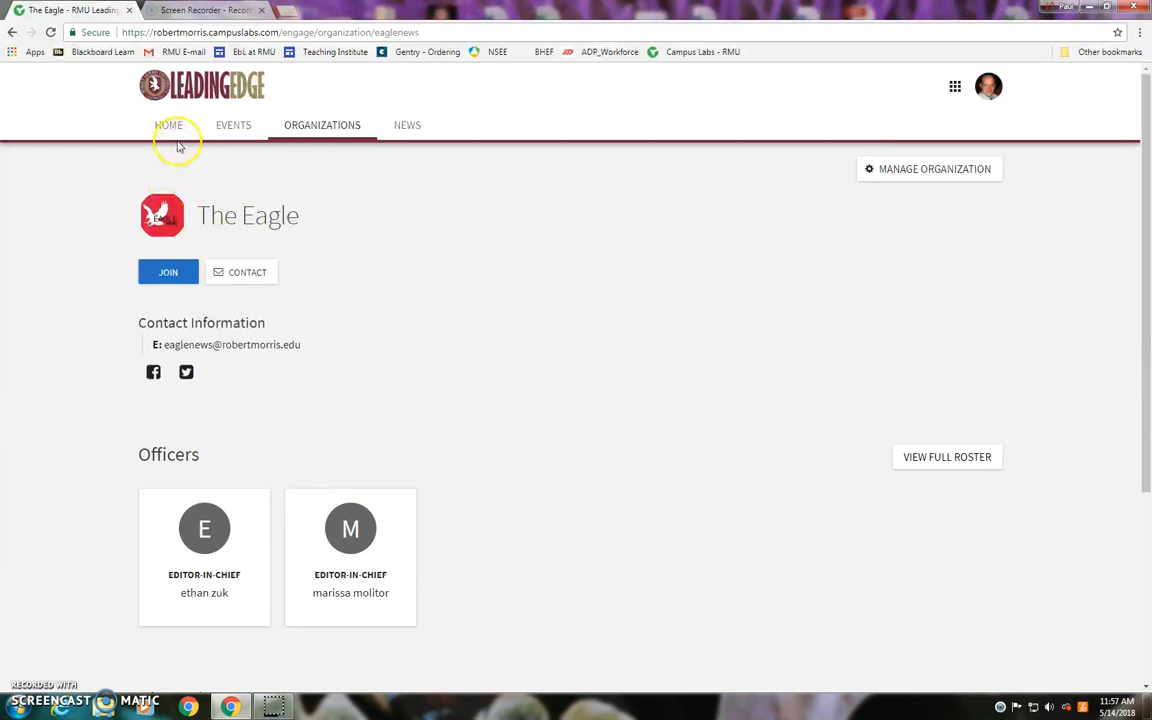 The Eagle - RMU Leading
Screen Recorder - Recor
Paul
Secure
https://robertmorris.campuslabs.com/engage/organization/eaglenews
Apps
Blackboard Learn
RMU E-mail
EbL at RMU
Teaching Institute
Gentry - Ordering
NSEE
BHEF
ADP_Workforce
Campus Labs - RMU
Other bookmarks
LEADINGEDGE
HOME
EVENTS
ORGANIZATIONS
NEWS
MANAGE ORGANIZATION
EAGLE
The Eagle
JOIN
CONTACT
Contact Information
E: eaglenews@robertmorris.edu
Officers
VIEW FULL ROSTER
E
M
EDITOR-IN-CHIEF
EDITOR-IN-CHIEF
ethan zuk
marissa molitor
RECORDED WITH
SCREENCAST MATIC
11:57 AM
5/14/2018